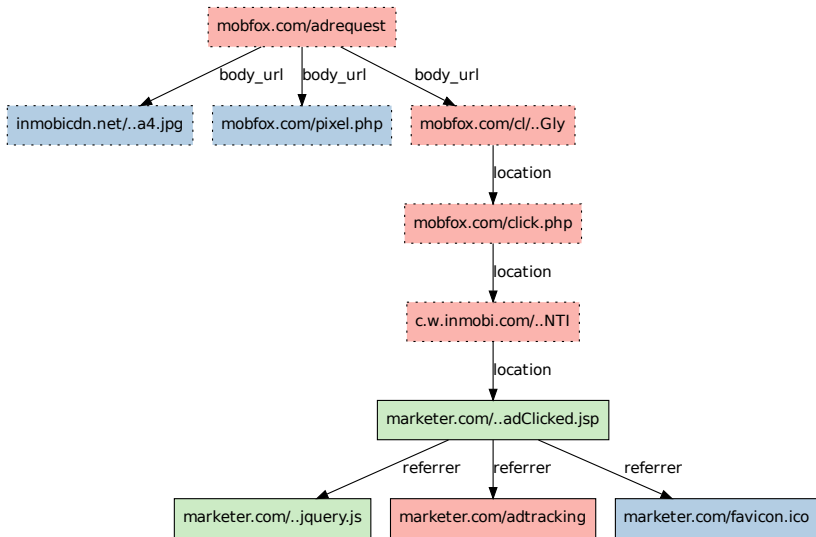 mobfox.com/adrequest
body_url body_url body_url
inmobicdn.net/..a4.jpg mobfox.com/pixel.php mobfox.com/cl/..Gly
location
mobfox.com/click.php
location
c.w.inmobi.com/..NTI
location
marketer.com/..adClicked.jsp
referrer referrer referrer
marketer.com/..jquery.js marketer.com/adtracking marketer.com/favicon.ico